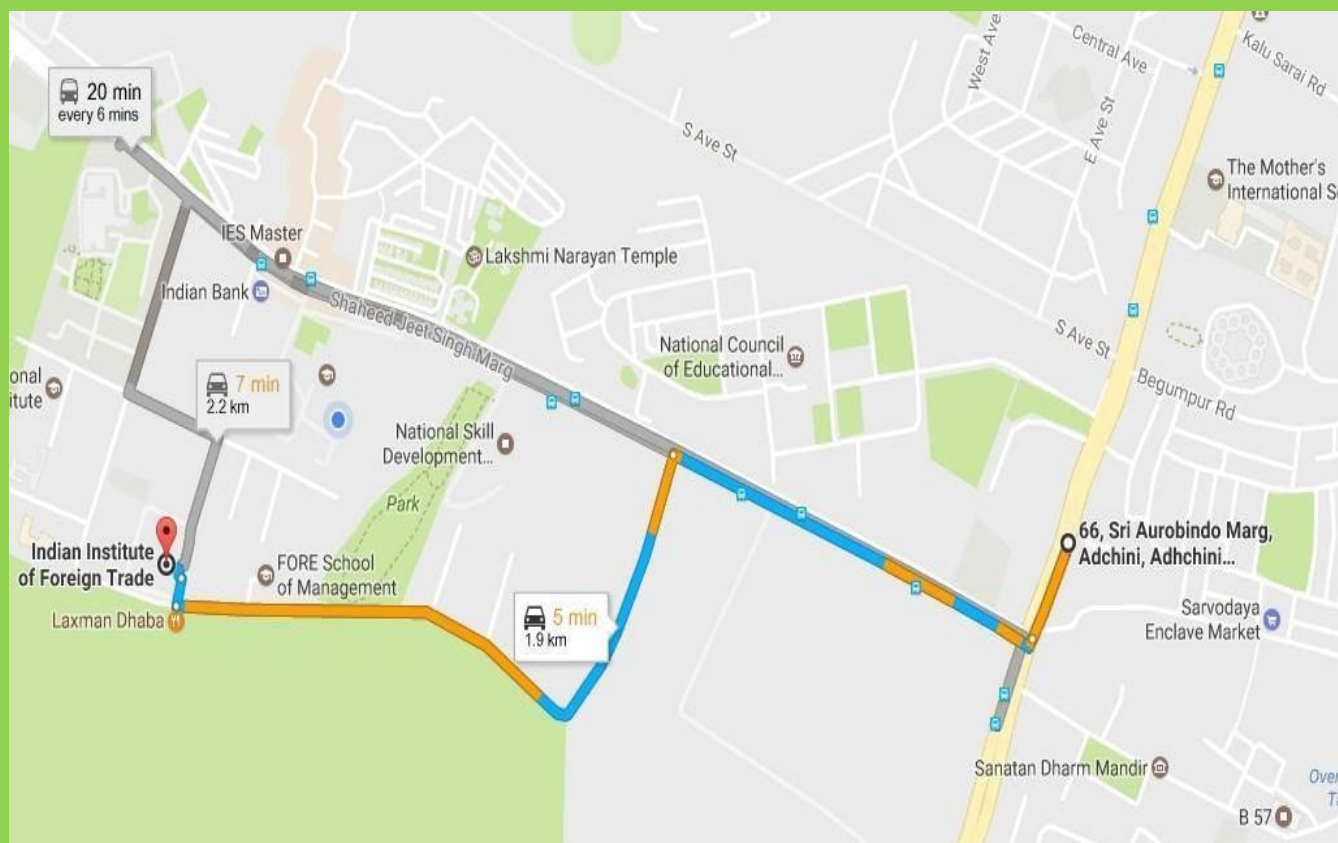 Central Ave
West Ave
Kalu Sarai Rd
20 min
every 6 mins
S Ave St
E Ave St
The Mother's
International S
IES Master
Lakshmi Narayan Temple
Indian Bank
Shaheed Jeet Singh Marg
National Council
of Educational...
S Ave St
Begumpur Rd
onal
itute
7 min
2.2 km
National Skill
Development...
Park
66, Sri Aurobindo Marg,
Adchini, Adhchini...
Indian Institute
of Foreign Trade
FORE School
of Management
Laxman Dhaba
5 min
1.9 km
Sarvodaya
Enclave Market
Sanatan Dharm Mandir
Over
B 57